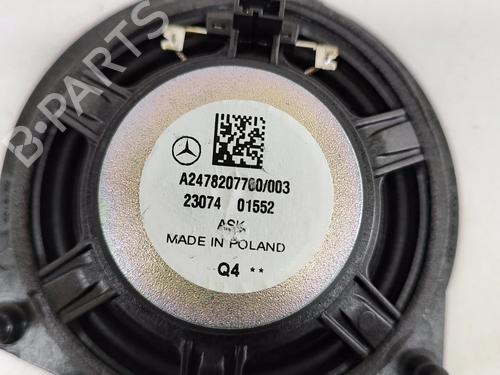 B-PARTS
A2478207700/003
23074 01552
ASK
MADE IN POLAND
Q4 **